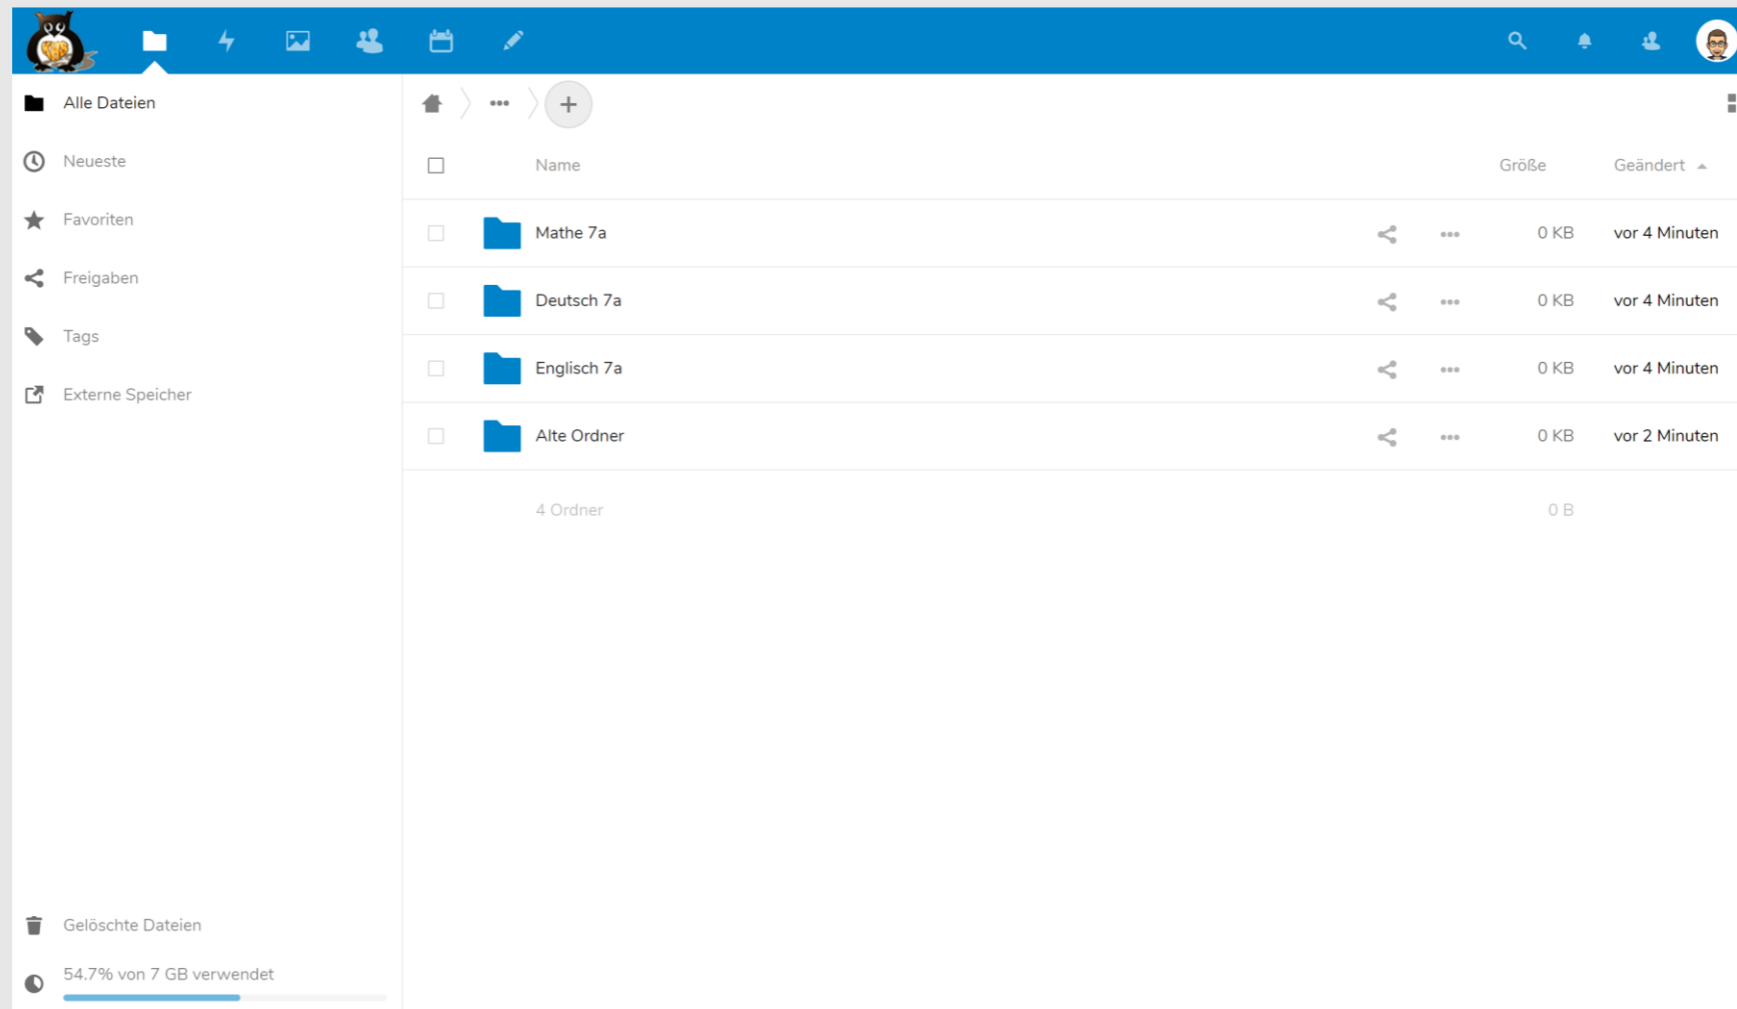 Alle Dateien
Neueste
Favoriten
Freigaben
Tags
Externe Speicher
Gelöschte Dateien
54.7% von 7 GB verwendet
Name Größe Geändert
Mathe 7a 0 KB vor 4 Minuten
Deutsch 7a 0 KB vor 4 Minuten
Englisch 7a 0 KB vor 4 Minuten
Alte Ordner 0 KB vor 2 Minuten
4 Ordner 0 B